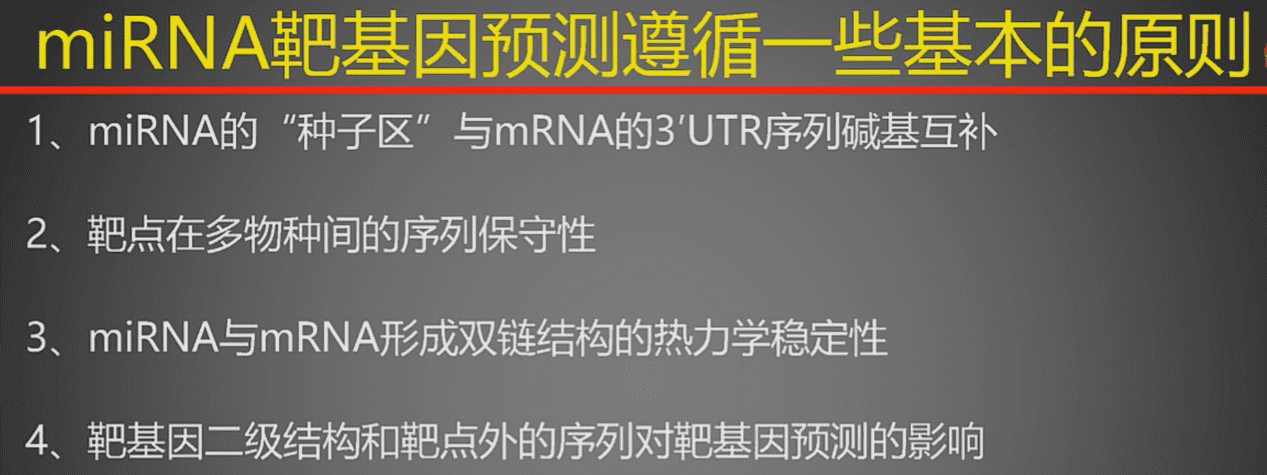 miRNA靶基因预测遵循一些基本的原则
1、miRNA的“种子区”与mRNA的3’UTR序列碱基互补
2、靶点在多物种间的序列保守性
3、miRNA与mRNA形成双链结构的热力学稳定性
4、靶基因二级结构和靶点外的序列对靶基因预测的影响